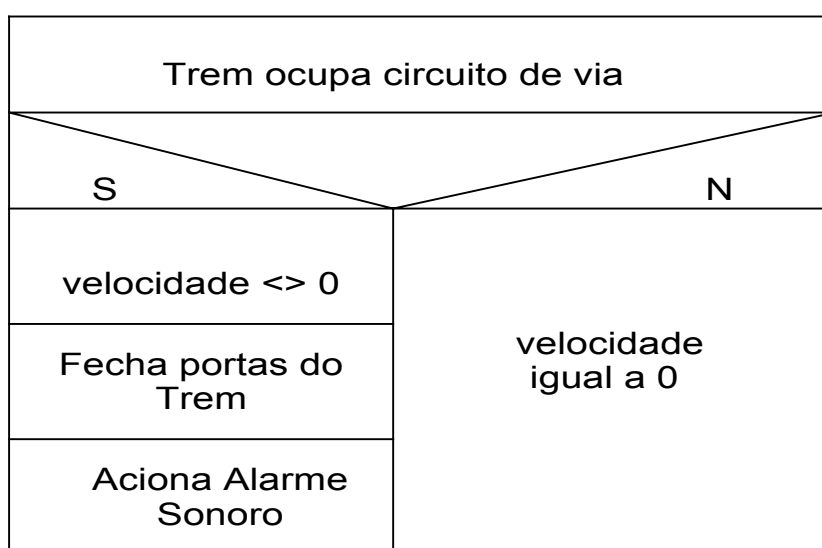 Trem ocupa circuito de via
S
N
velocidade <> 0
Fecha portas do
Trem
Aciona Alarme
Sonoro
velocidade
igual a 0